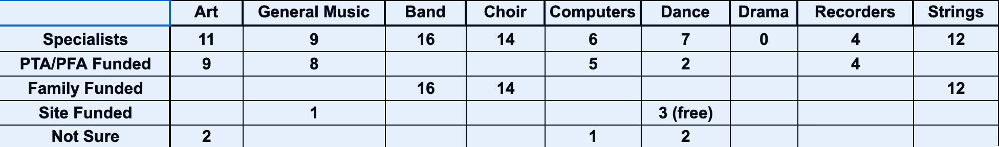 Art General Music Band Choir Computers Dance Drama Recorders Strings
Specialists 11 9 16 14 6 7 0 4 12
PTA/PFA Funded 9 8 5 2 4
Family Funded 16 14 12
Site Funded 1 3 (free)
Not Sure 2 1 2